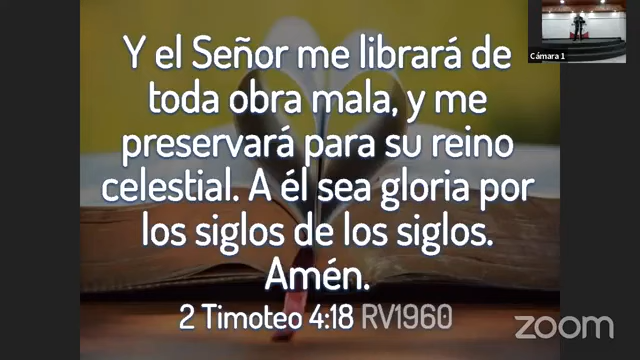 Cámara 1
Y el Señor me librará de
toda obra mala, y me
preservará para su reino
celestial. A él sea gloria por
los siglos de los siglos.
Amén.
2 Timoteo 4:18 RV1960
zoom